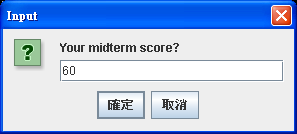 Input
Your midterm score?
60
確定 取消